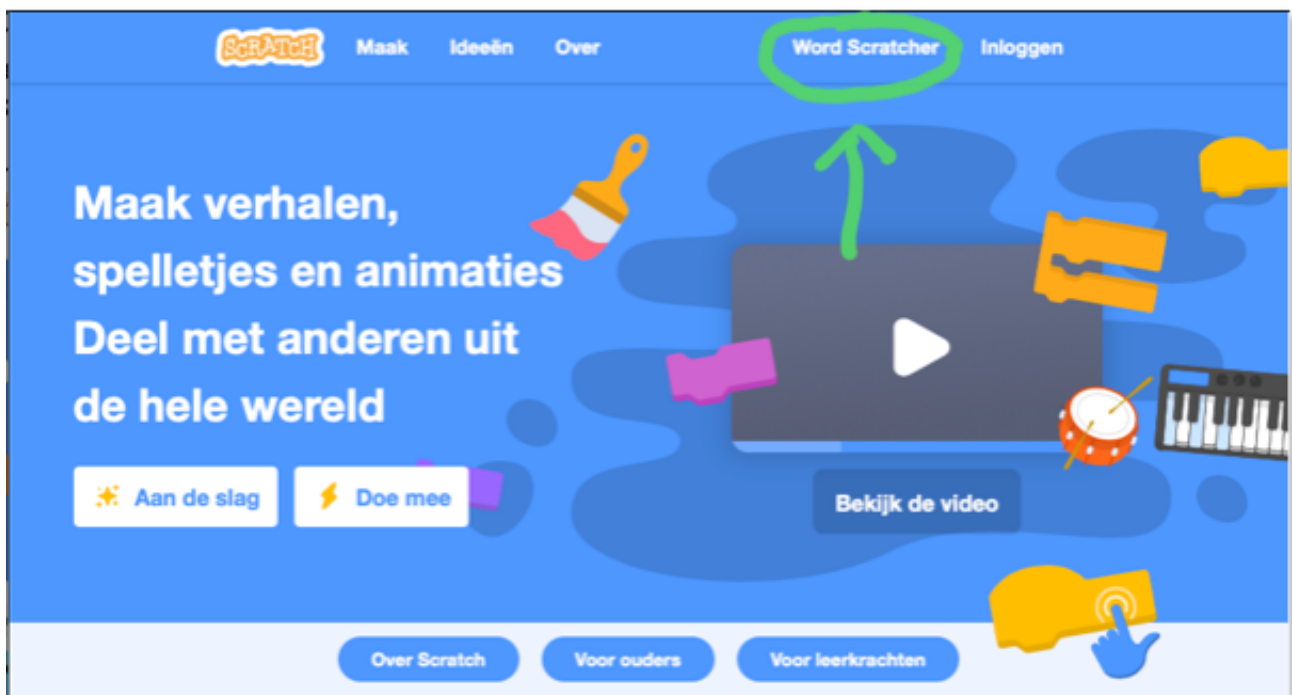 SCRATCH Maak Ideeën Over Word Scratcher Inloggen
Maak verhalen,
spelletjes en animaties
Deel met anderen uit
de hele wereld
Aan de slag Doe mee
Bekijk de video
Over Scratch Voor ouders Voor leerkrachten